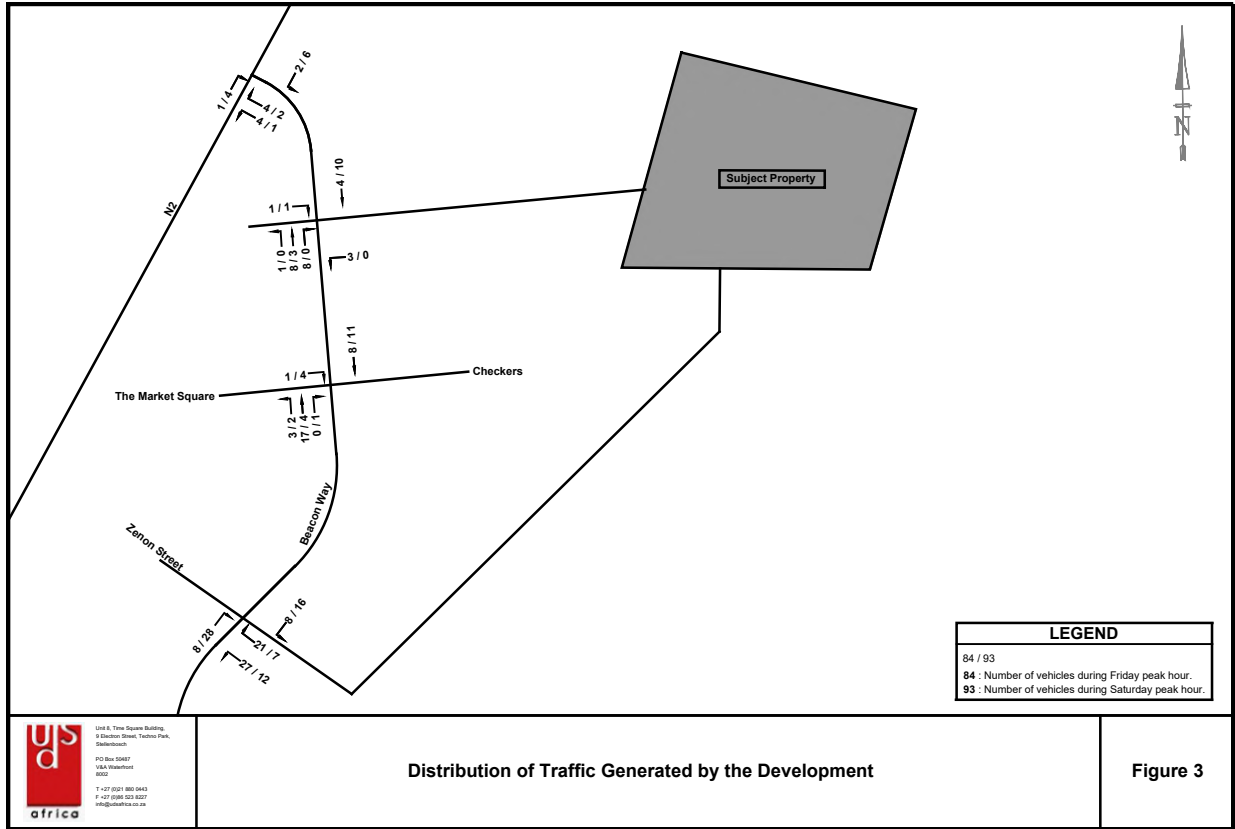 2 / 6
1 / 4
4 / 2
4 / 1
N
4 / 10
Subject Property
N2
1 / 1
1 / 0
8 / 3
8 / 0
3 / 0
8 / 11
1 / 4
Checkers
The Market Square
3 / 2
17 / 4
0 / 1
Beacon Way
Zenon Street
8 / 16
8 / 28
21 / 7
27 / 12
LEGEND
84 / 93
84 : Number of vehicles during Friday peak hour.
93 : Number of vehicles during Saturday peak hour.
uds
africa
Unit 8, Time Square Building,
9 Electron Street, Techno Park,
Stellenbosch
PO Box 50487
V&A Waterfront
8002
T +27 (0)21 880 0443
F +27 (0)86 523 8227
info@udsafrica.co.za
Distribution of Traffic Generated by the Development
Figure 3